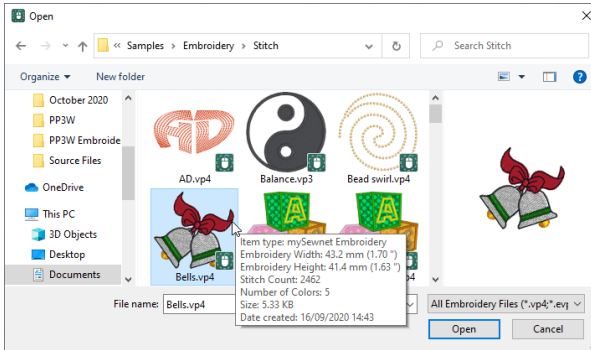 Open
« Samples > Embroidery > Stitch
Search Stitch
Organize
New folder
October 2020
PP3W
PP3W Embroide
Source Files
OneDrive
This PC
3D Objects
Desktop
Documents
AD.vp4
Balance.vp3
Bead swirl.vp4
Bells.vp4
p4
Item type: mySewnet Embroidery
Embroidery Width: 43.2 mm (1.70 ")
Embroidery Height: 41.4 mm (1.63 ")
Stitch Count: 2462
Number of Colors: 5
Size: 5.33 KB
Date created: 16/09/2020 14:43
File name: Bells.vp4
All Embroidery Files (*.vp4;*.evp
Open
Cancel